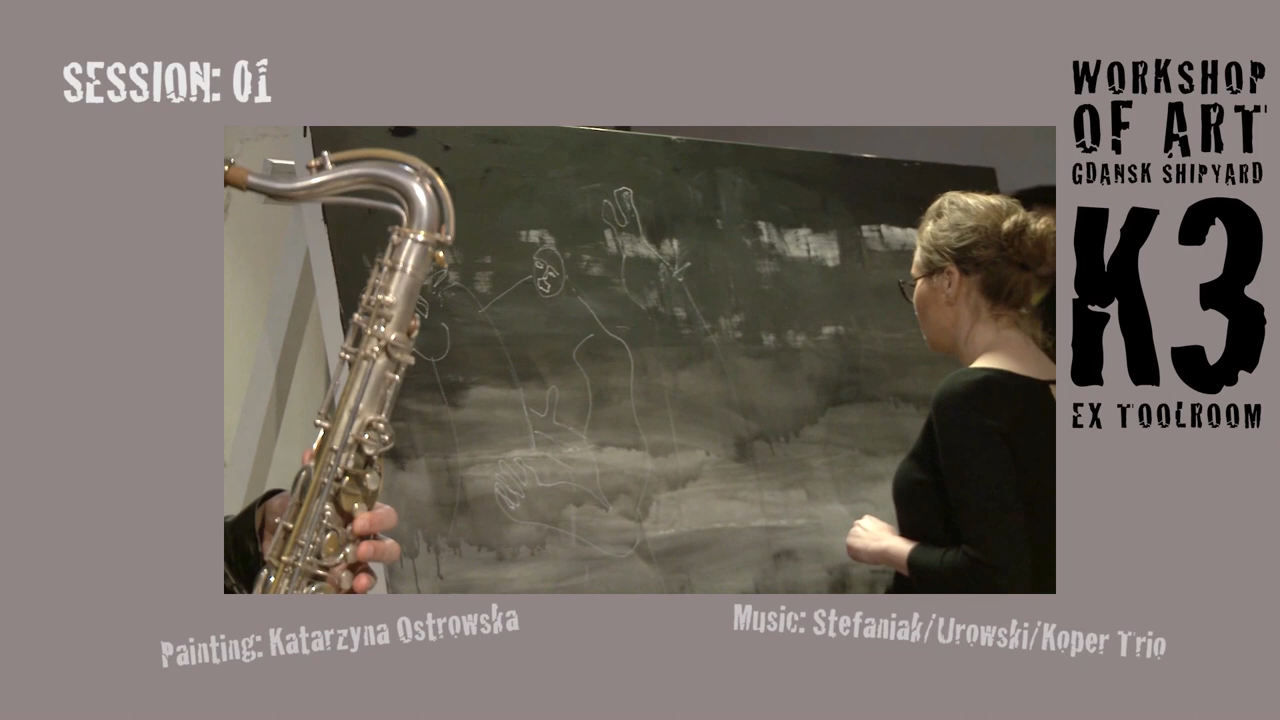 SESSION: 01
WORKSHOP
OF ART
GDANSK SHIPYARD
K3
EX TOOLROOM
Painting: Katarzyna Ostrowska
Music: Stefaniak/Urowski/Koper Trio